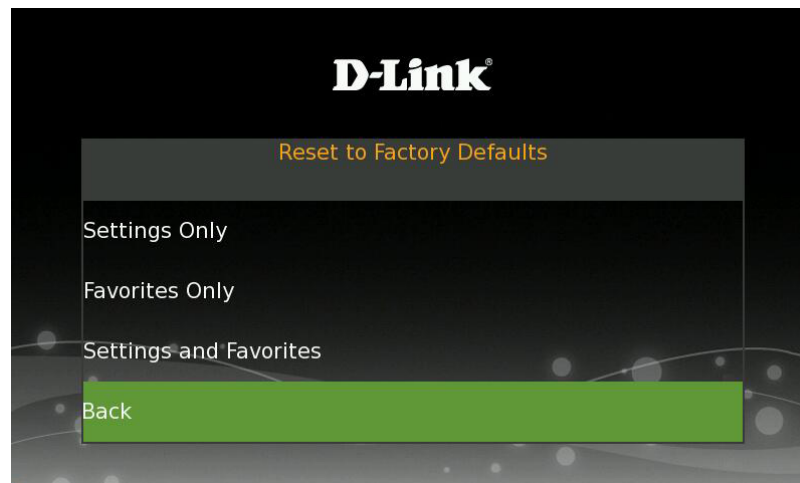 D-Link®
Reset to Factory Defaults
Settings Only
Favorites Only
Settings and Favorites
Back